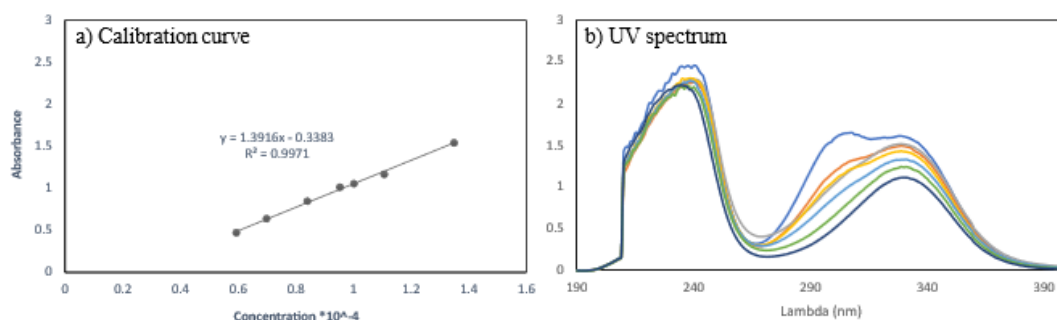 a) Calibration curve
3
2.5
2
1.5
1
0.5
0
Absorbance
y = 1.3916x - 0.3383
R² = 0.9971
0 0.2 0.4 0.6 0.8 1 1.2 1.4 1.6
Concentration *10^-4
b) UV spectrum
3
2.5
2
1.5
1
0.5
0
190 240 290 340 390
Lambda (nm)